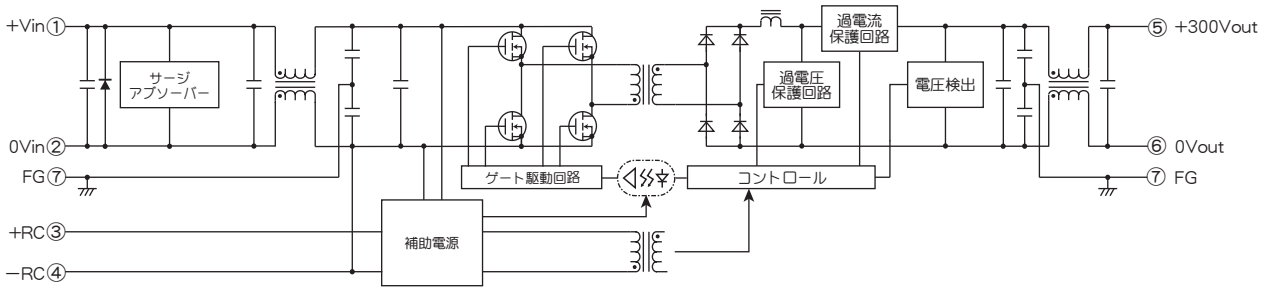 +Vin①
サージ
アブソーバー
0Vin②
FG⑦
+RC③
−RC④
補助電源
ゲート駆動回路
コントロール
過電流
保護回路
過電圧
保護回路
電圧検出
⑤ +300Vout
⑥ 0Vout
⑦ FG